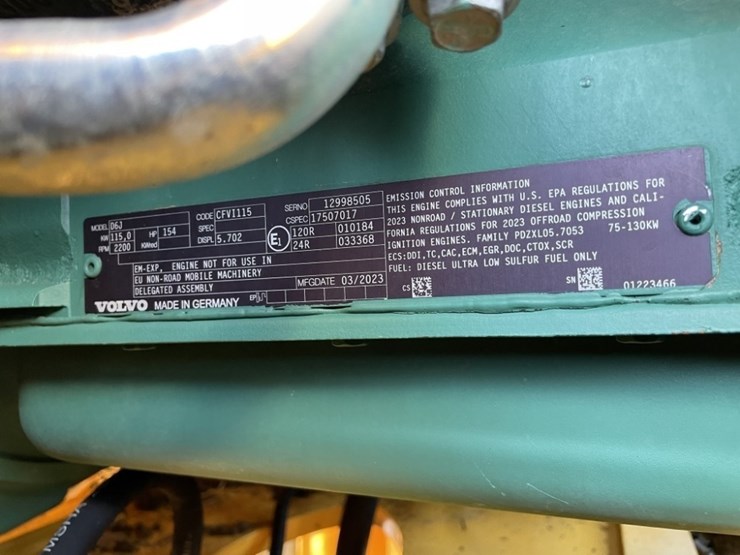 MODEL D6J
KW 115,0 HP 154
RPM 2200 KWred
CODE CFVI115
SPEC
DISPL 5.702
SERNO 12998505
CSPEC 17507017
E1 120R 010184
24R 033368
EM-EXP, ENGINE NOT FOR USE IN
EU NON-ROAD MOBILE MACHINERY
DELEGATED ASSEMBLY
MFGDATE 03/2023
VOLVO MADE IN GERMANY
EMISSION CONTROL INFORMATION
THIS ENGINE COMPLIES WITH U.S. EPA REGULATIONS FOR
2023 NONROAD / STATIONARY DIESEL ENGINES AND CALI-
FORNIA REGULATIONS FOR 2023 OFFROAD COMPRESSION
IGNITION ENGINES. FAMILY PDZXL05.7053 75-130KW
ECS:DDI,TC,CAC,ECM,EGR,DOC,CTOX,SCR
FUEL: DIESEL ULTRA LOW SULFUR FUEL ONLY
CS SN 01223466